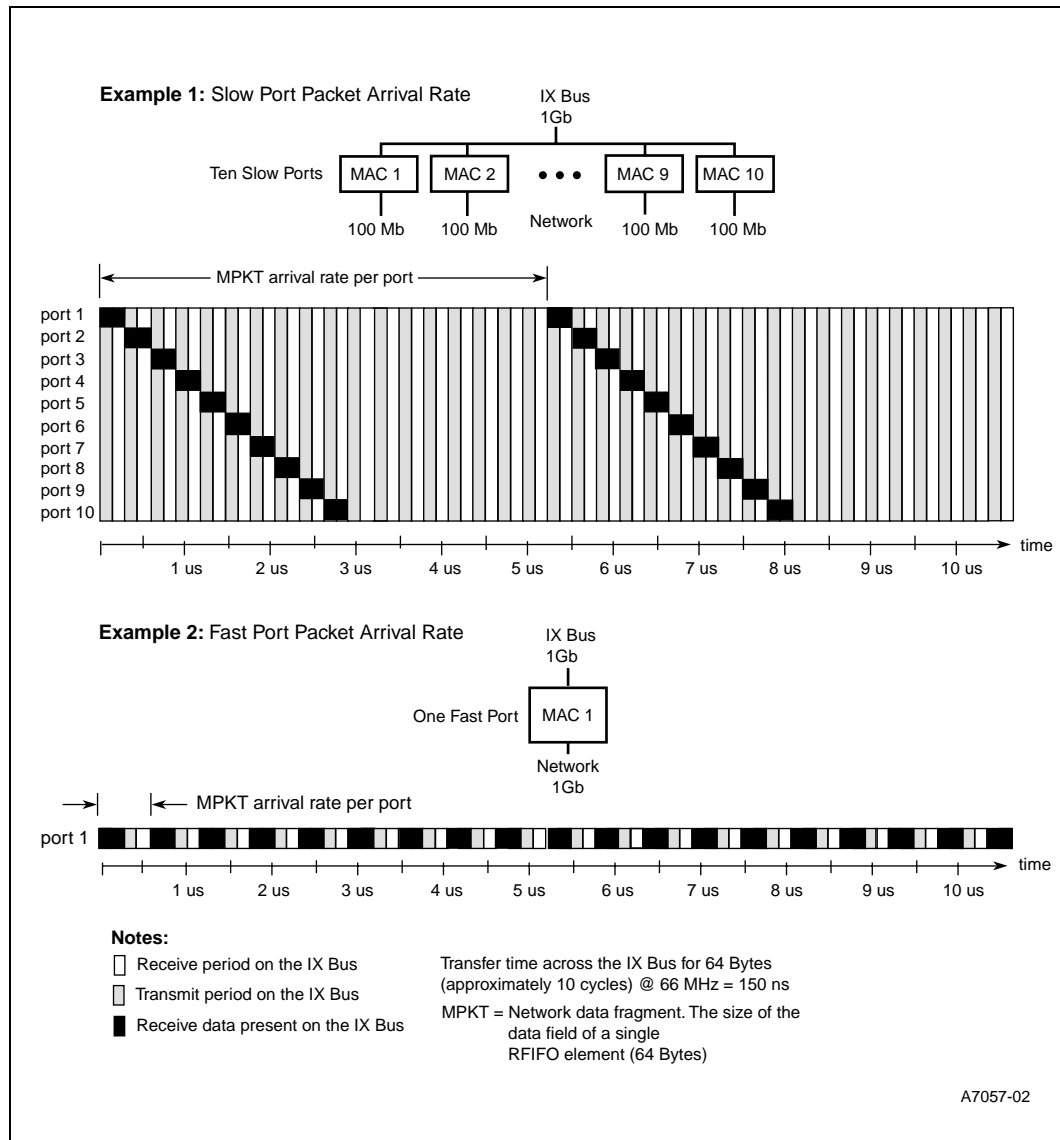 Example 1: Slow Port Packet Arrival Rate
IX Bus
1Gb
Ten Slow Ports
MAC 1
MAC 2
• • •
MAC 9
MAC 10
100 Mb
100 Mb
Network
100 Mb
100 Mb
MPKT arrival rate per port
port 1
port 2
port 3
port 4
port 5
port 6
port 7
port 8
port 9
port 10
time
1 us
2 us
3 us
4 us
5 us
6 us
7 us
8 us
9 us
10 us
Example 2: Fast Port Packet Arrival Rate
IX Bus
1Gb
One Fast Port
MAC 1
Network
1Gb
MPKT arrival rate per port
port 1
time
1 us
2 us
3 us
4 us
5 us
6 us
7 us
8 us
9 us
10 us
Notes:
Receive period on the IX Bus
Transmit period on the IX Bus
Receive data present on the IX Bus
Transfer time across the IX Bus for 64 Bytes
(approximately 10 cycles) @ 66 MHz = 150 ns
MPKT = Network data fragment. The size of the
data field of a single
RFIFO element (64 Bytes)
A7057-02